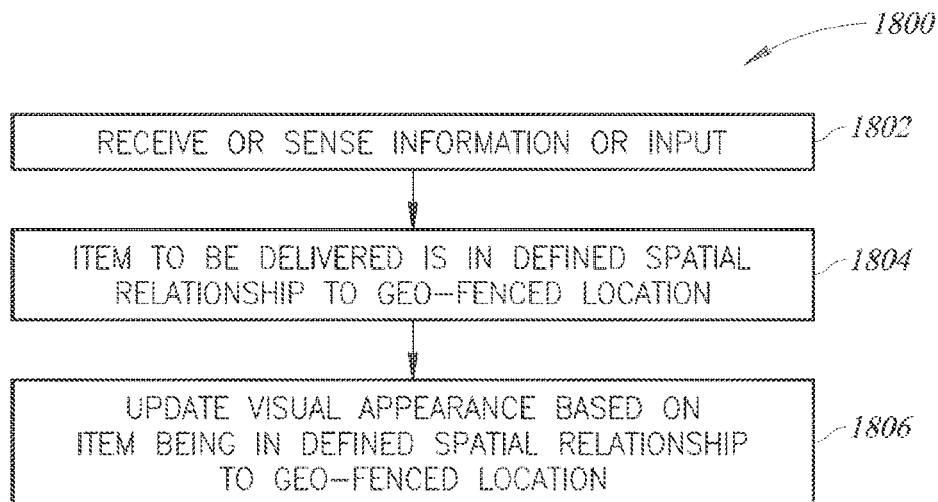 1800
RECEIVE OR SENSE INFORMATION OR INPUT
1802
ITEM TO BE DELIVERED IS IN DEFINED SPATIAL
RELATIONSHIP TO GEO-FENCED LOCATION
1804
UPDATE VISUAL APPEARANCE BASED ON
ITEM BEING IN DEFINED SPATIAL RELATIONSHIP
TO GEO-FENCED LOCATION
1806